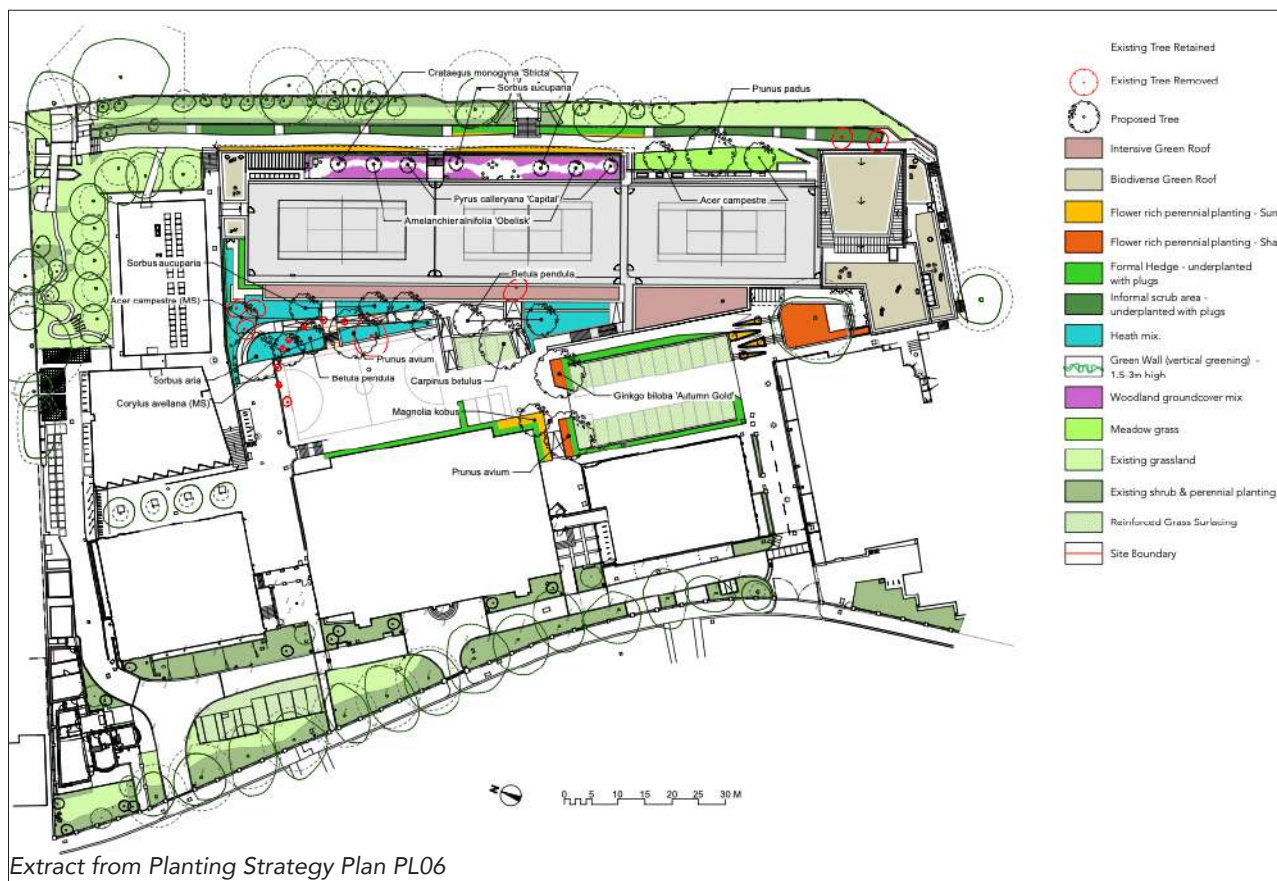 Crataegus monogyna 'Stricta'
Sorbus aucuparia
Prunus padus
Pyrus calleryana 'Capital'
Amelanchier alnifolia 'Obelisk'
Acer campestre
Sorbus aucuparia
Betula pendula
Acer campestre (MS)
Prunus avium
Sorbus aria
Betula pendula
Carpinus betulus
Corylus avellana (MS)
Ginkgo biloba 'Autumn Gold'
Magnolia kobus
Prunus avium
N
0 5 10 15 20 25 30 M
Existing Tree Retained
Existing Tree Removed
Proposed Tree
Intensive Green Roof
Biodiverse Green Roof
Flower rich perennial planting - Sun
Flower rich perennial planting - Sha
Formal Hedge - underplanted
with plugs
Informal scrub area -
underplanted with plugs
Heath mix.
Green Wall (vertical greening) -
1.5-3m high
Woodland groundcover mix
Meadow grass
Existing grassland
Existing shrub & perennial planting
Reinforced Grass Surfacing
Site Boundary
Extract from Planting Strategy Plan PL06